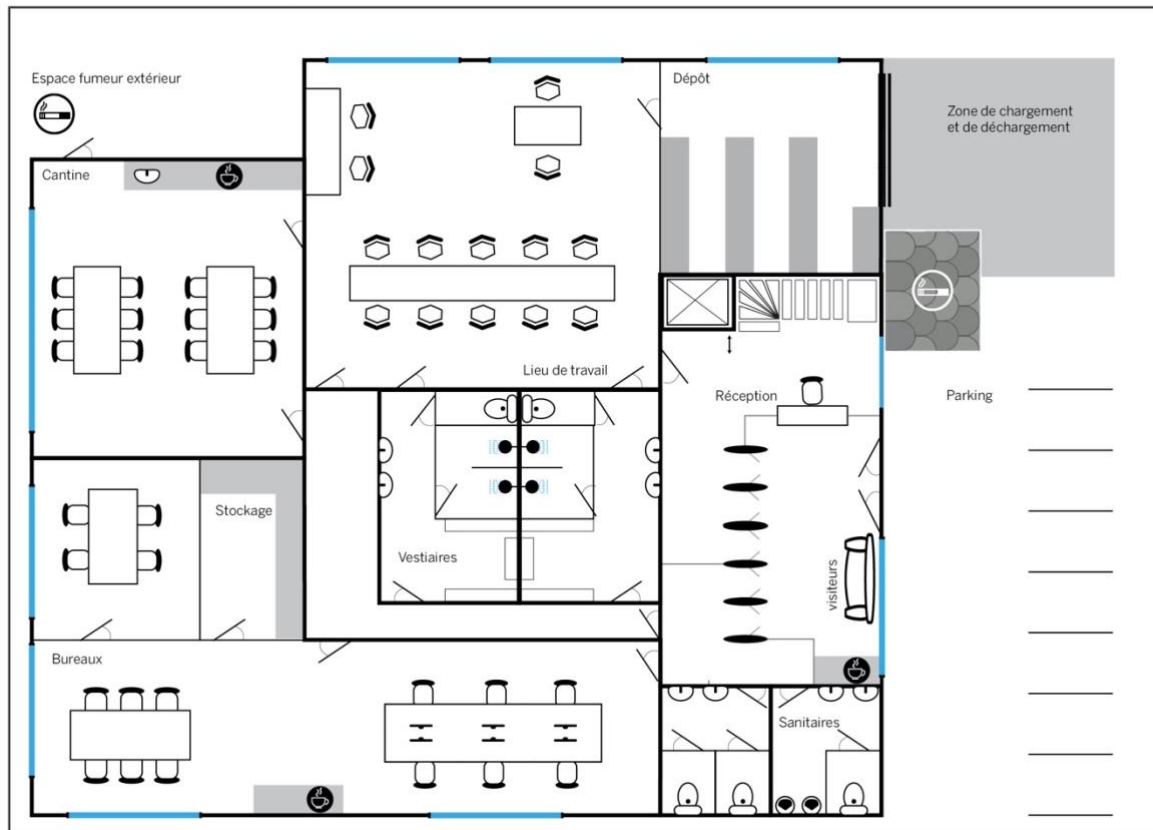 Espace fumeur extérieur
Dépôt
Zone de chargement
et de déchargement
Cantine
Lieu de travail
Réception
Parking
Stockage
Vestiaires
visiteurs
Bureaux
Sanitaires